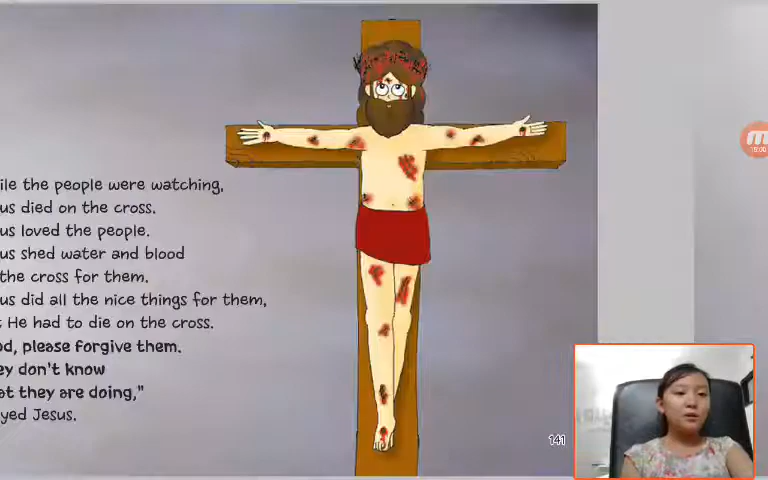 ile the people were watching,
us died on the cross.
us loved the people.
us shed water and blood
the cross for them.
us did all the nice things for them,
t He had to die on the cross.
od, please forgive them.
ey don't know
at they are doing,"
yed Jesus.
141